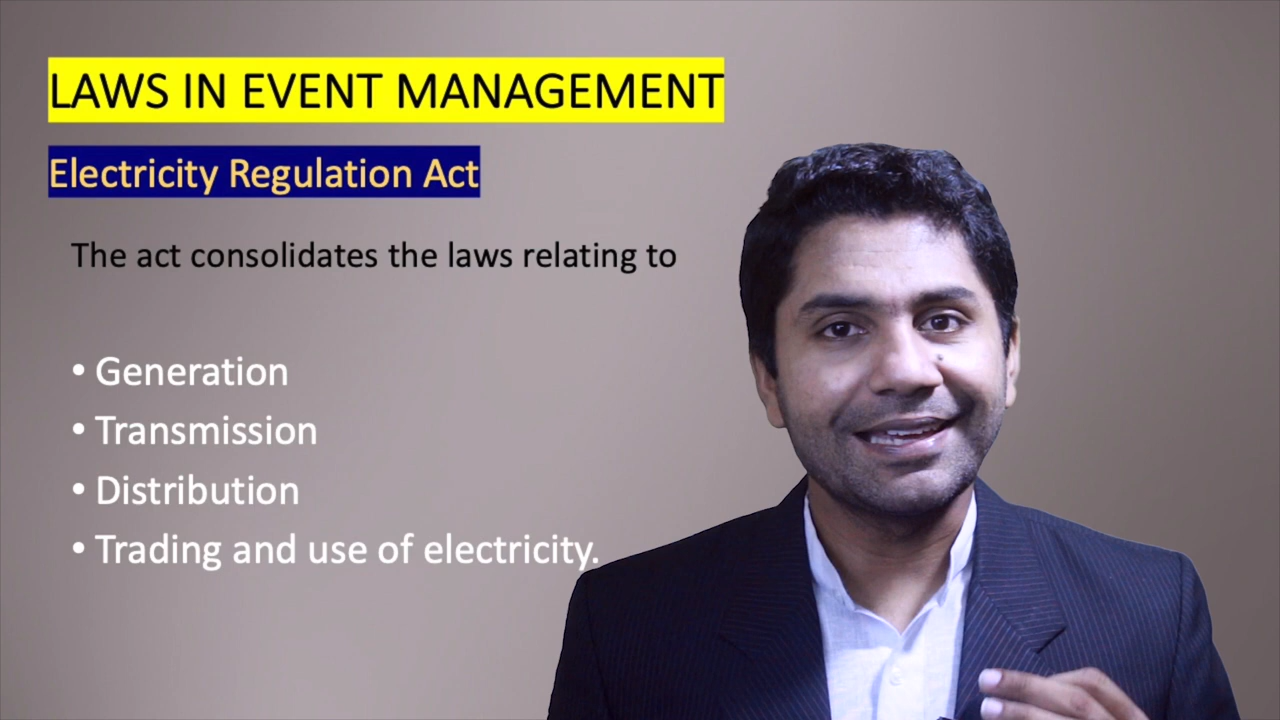 LAWS IN EVENT MANAGEMENT
Electricity Regulation Act
The act consolidates the laws relating to
• Generation
• Transmission
• Distribution
• Trading and use of electricity.